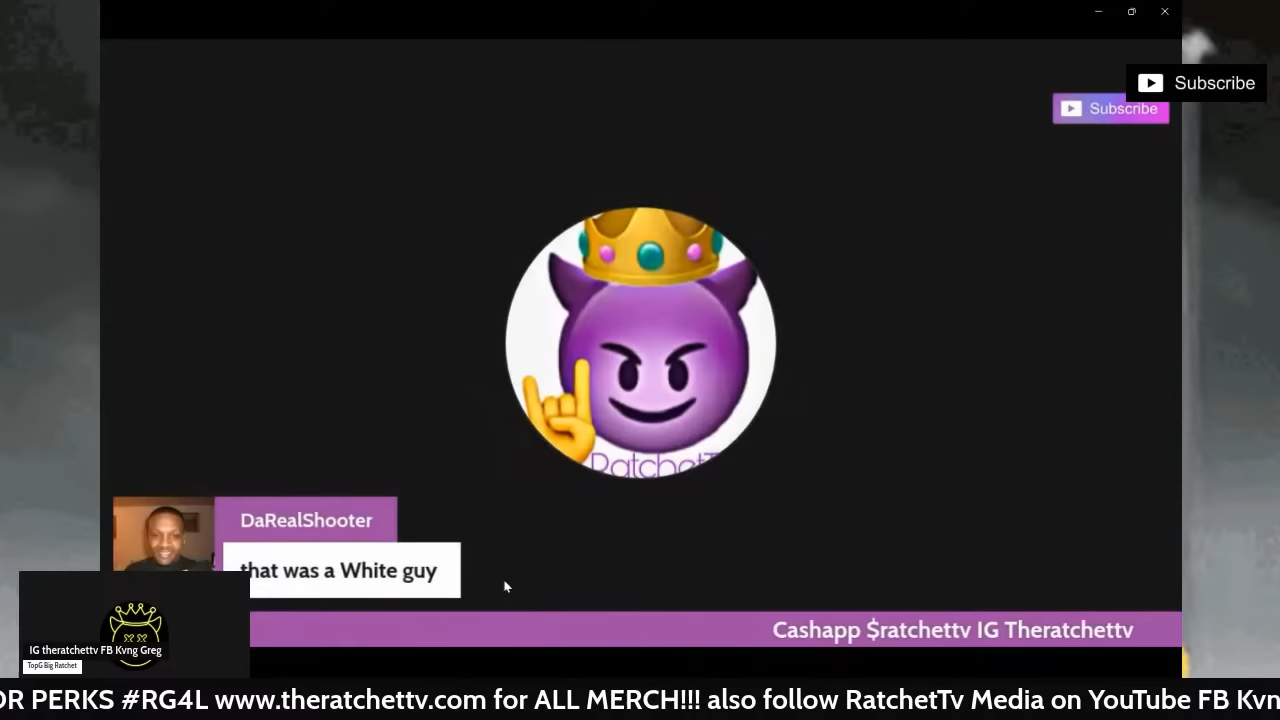 Subscribe
Subscribe
RatchetT
DaRealShooter
that was a White guy
IG theratchettv FB Kvng Greg
TopG Big Ratchet
Cashapp $ratchettv IG Theratchettv
OR PERKS #RG4L www.theratchettv.com for ALL MERCH!!! also follow RatchetTv Media on YouTube FB Kvn